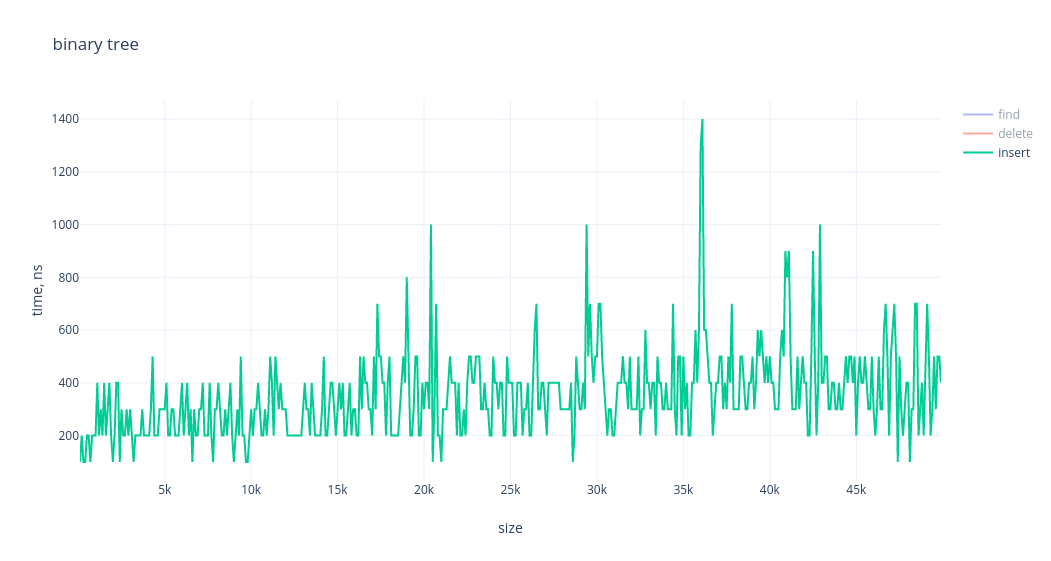 binary tree
find
delete
insert
1400
1200
1000
800
600
400
200
time, ns
5k
10k
15k
20k
25k
30k
35k
40k
45k
size